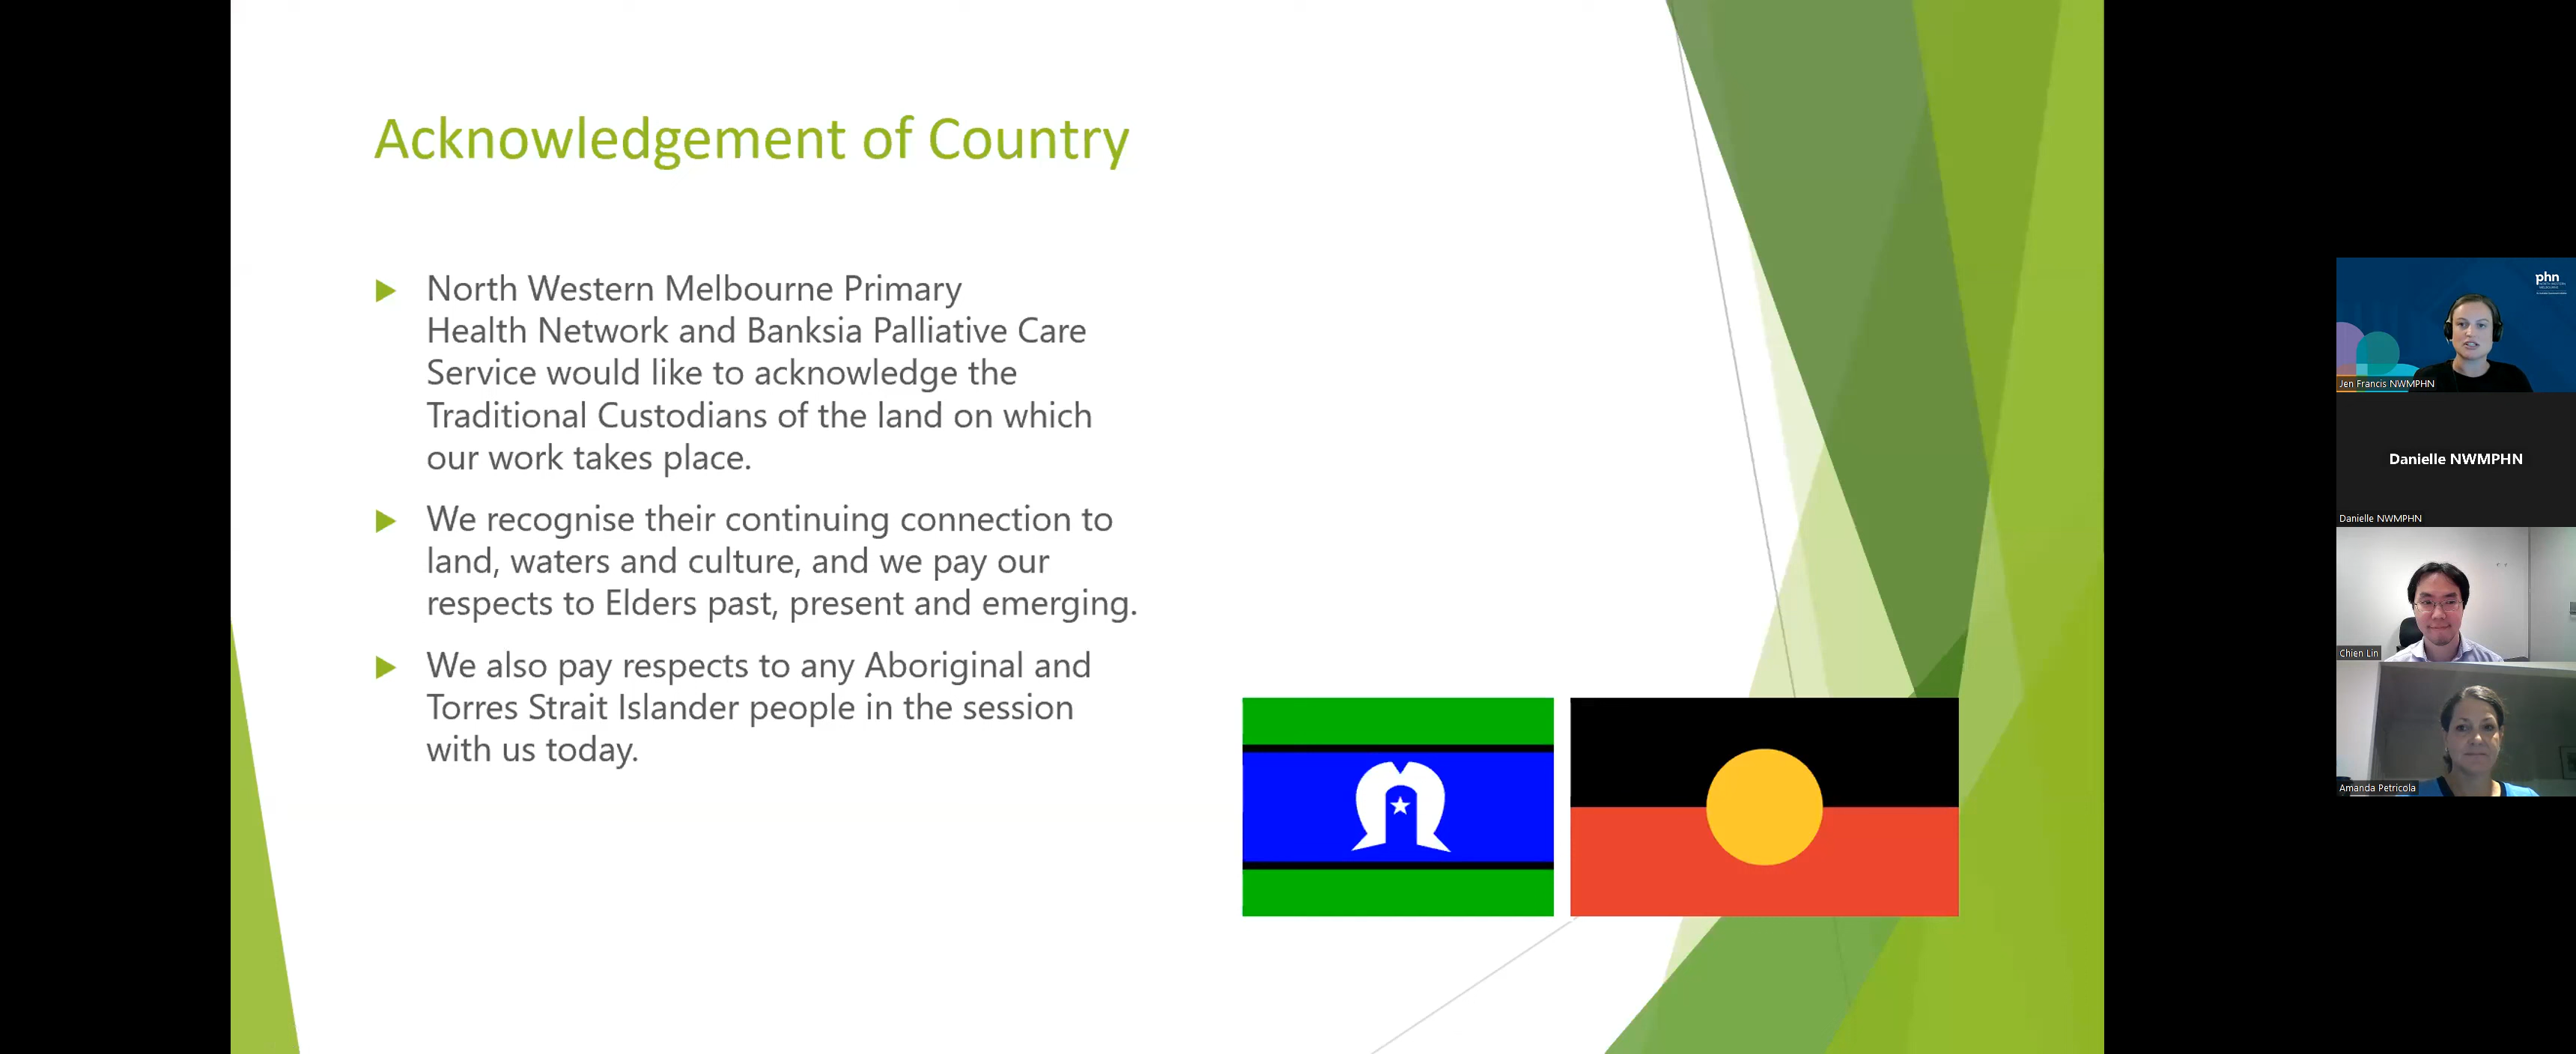 Acknowledgement of Country
North Western Melbourne Primary
Health Network and Banksia Palliative Care
Service would like to acknowledge the
Traditional Custodians of the land on which
our work takes place.
We recognise their continuing connection to
land, waters and culture, and we pay our
respects to Elders past, present and emerging.
We also pay respects to any Aboriginal and
Torres Strait Islander people in the session
with us today.
phn
Jen Francis NWMPHN
Danielle NWMPHN
Danielle NWMPHN
Chien Lin
Amanda Petricola